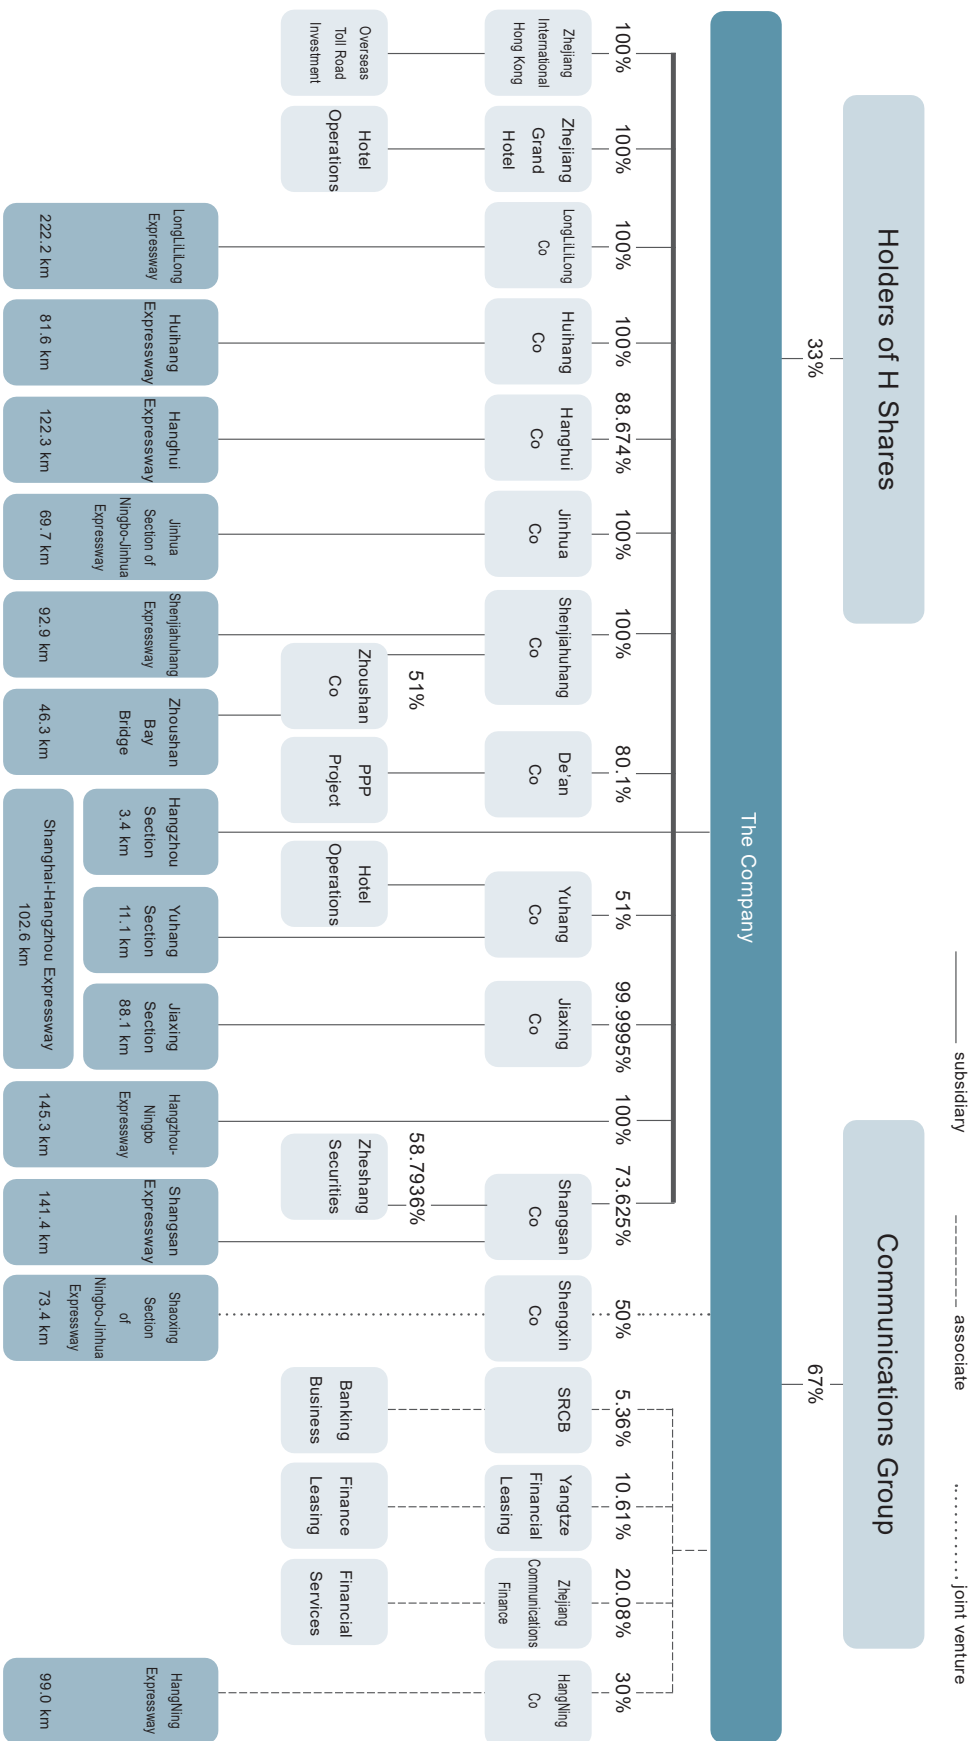 subsidiary
associate
joint venture
Holders of H Shares
Communications Group
33%
67%
The Company
100%
100%
100%
100%
88.674%
100%
100%
80.1%
51%
99.9995%
100%
73.625%
50%
5.36%
10.61%
20.08%
30%
Zhejiang
International
Hong Kong
Zhejiang
Grand
Hotel
LongLiLiLong
Co
Huihang
Co
Hanghui
Co
Jinhua
Co
Shenjiahuhang
Co
De'an
Co
Yuhang
Co
Jiaxing
Co
Shangsan
Co
Shengxin
Co
SRCB
Yangtze
Financial
Leasing
Zhejiang
Communications
Finance
HangNing
Co
51%
58.7936%
Overseas
Toll Road
Investment
Hotel
Operations
Zhoushan
Co
PPP
Project
Hotel
Operations
Zheshang
Securities
Banking
Business
Finance
Leasing
Financial
Services
LongLiLiLong
Expressway
222.2 km
Huihang
Expressway
81.6 km
Hanghui
Expressway
122.3 km
Jinhua
Section of
Ningbo-Jinhua
Expressway
69.7 km
Shenjiahuhang
Expressway
92.9 km
Zhoushan
Bay
Bridge
46.3 km
Hangzhou
Section
3.4 km
Yuhang
Section
11.1 km
Jiaxing
Section
88.1 km
Shanghai-Hangzhou Expressway
102.6 km
Hangzhou-
Ningbo
Expressway
145.3 km
Shangsan
Expressway
141.4 km
Shaoxing
Section
of
Ningbo-Jinhua
Expressway
73.4 km
HangNing
Expressway
99.0 km